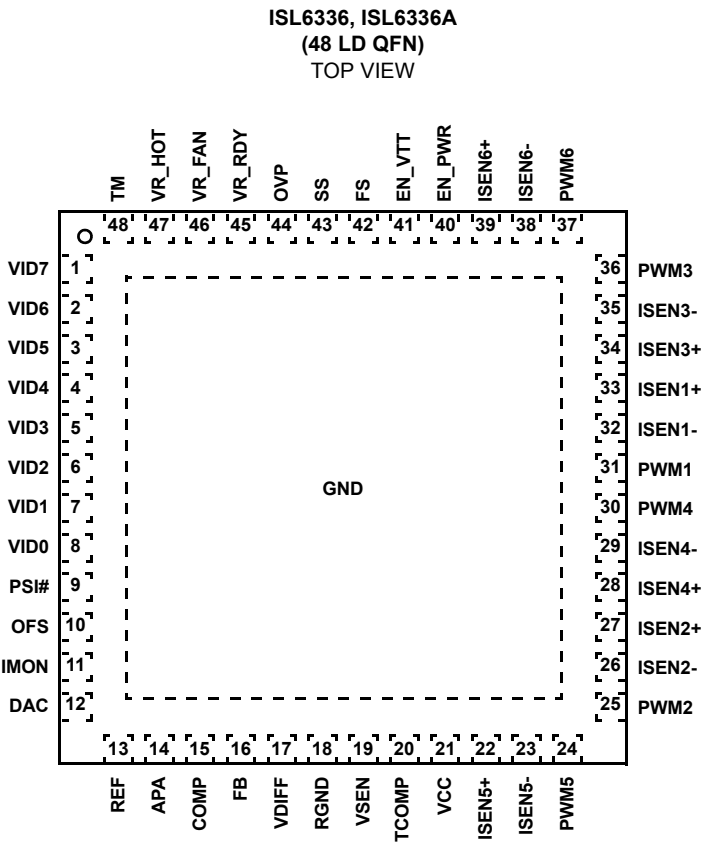 ISL6336, ISL6336A
(48 LD QFN)
TOP VIEW
TM
VR_HOT
VR_FAN
VR_RDY
OVP
SS
FS
EN_VTT
EN_PWR
ISEN6+
ISEN6-
PWM6
48 47 46 45 44 43 42 41 40 39 38 37
VID7 1
VID6 2
VID5 3
VID4 4
VID3 5
VID2 6
VID1 7
VID0 8
PSI# 9
OFS 10
IMON 11
DAC 12
GND
36 PWM3
35 ISEN3-
34 ISEN3+
33 ISEN1+
32 ISEN1-
31 PWM1
30 PWM4
29 ISEN4-
28 ISEN4+
27 ISEN2+
26 ISEN2-
25 PWM2
13 14 15 16 17 18 19 20 21 22 23 24
REF
APA
COMP
FB
VDIFF
RGND
VSEN
TCOMP
VCC
ISEN5+
ISEN5-
PWM5